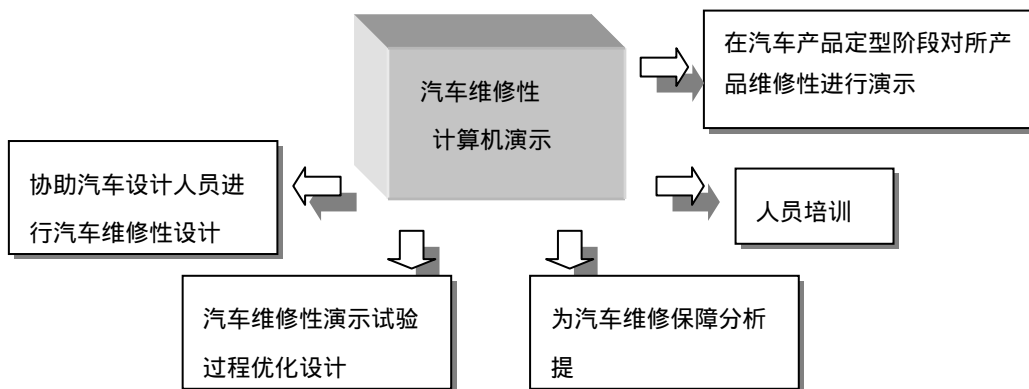 在汽车产品定型阶段对所产
品维修性进行演示
汽车维修性
计算机演示
协助汽车设计人员进
行汽车维修性设计
人员培训
汽车维修性演示试验
过程优化设计
为汽车维修保障分析
提